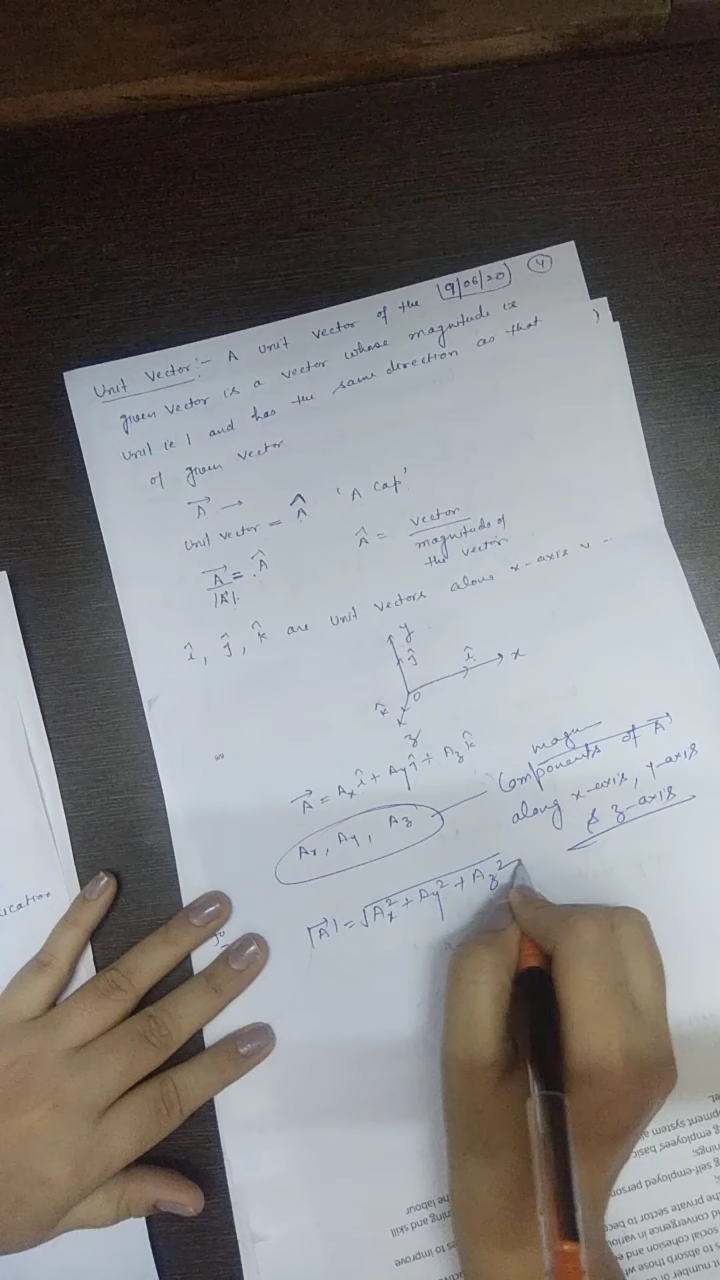 9/06/20 4
Unit Vector:- A unit vector of the
given vector is a vector whose magnitude is
unit ie 1 and has the same direction as that
of given vector
A →
Unit vector = Â 'A cap'
A / |A| = Â
Â = vector / magnitude of the vector
î, ĵ, k̂ are unit vectors along x-axis
y
ĵ
î
x
O
k̂
z
A = Ax î + Ay ĵ + Az k̂
Ax, Ay, Az
magn
Components of A
along x-axis, y-axis
& z-axis
|A| = √Ax² + Ay² + Az²
ucation